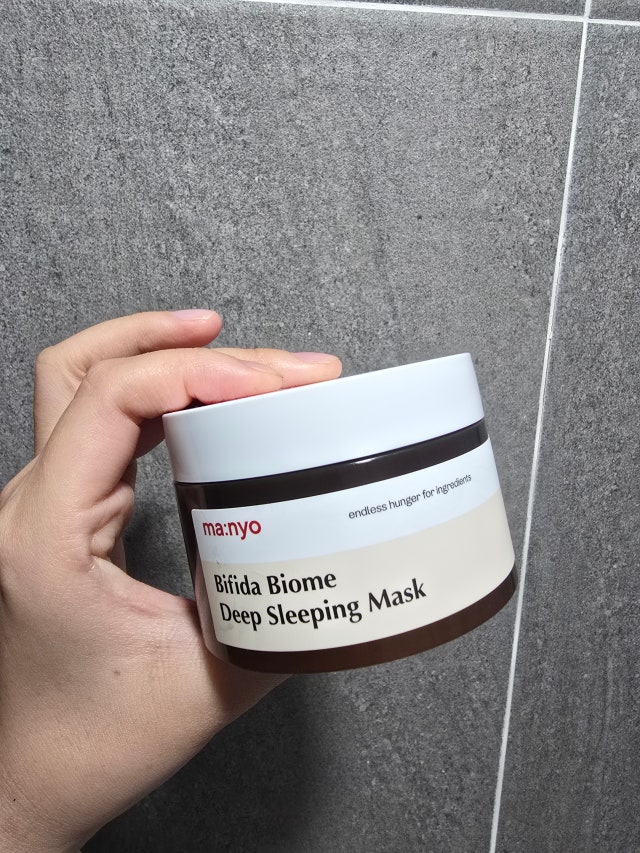 ma:nyo
endless hunger for ingredients
Bifida Biome
Deep Sleeping Mask